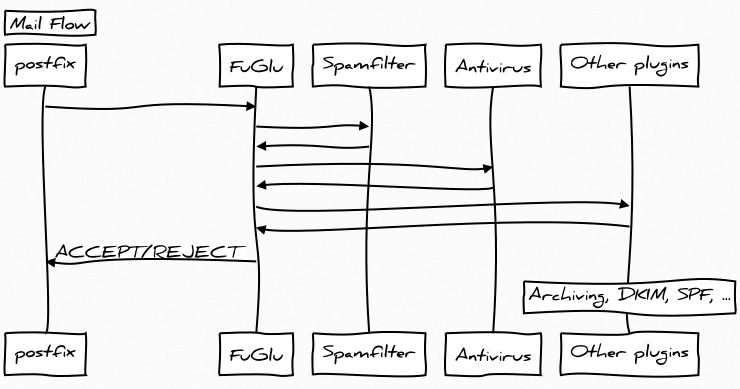 Mail Flow
postfix
FuGlu
Spamfilter
Antivirus
Other plugins
ACCEPT/REJECT
Archiving, DKIM, SPF, ...
postfix
FuGlu
Spamfilter
Antivirus
Other plugins